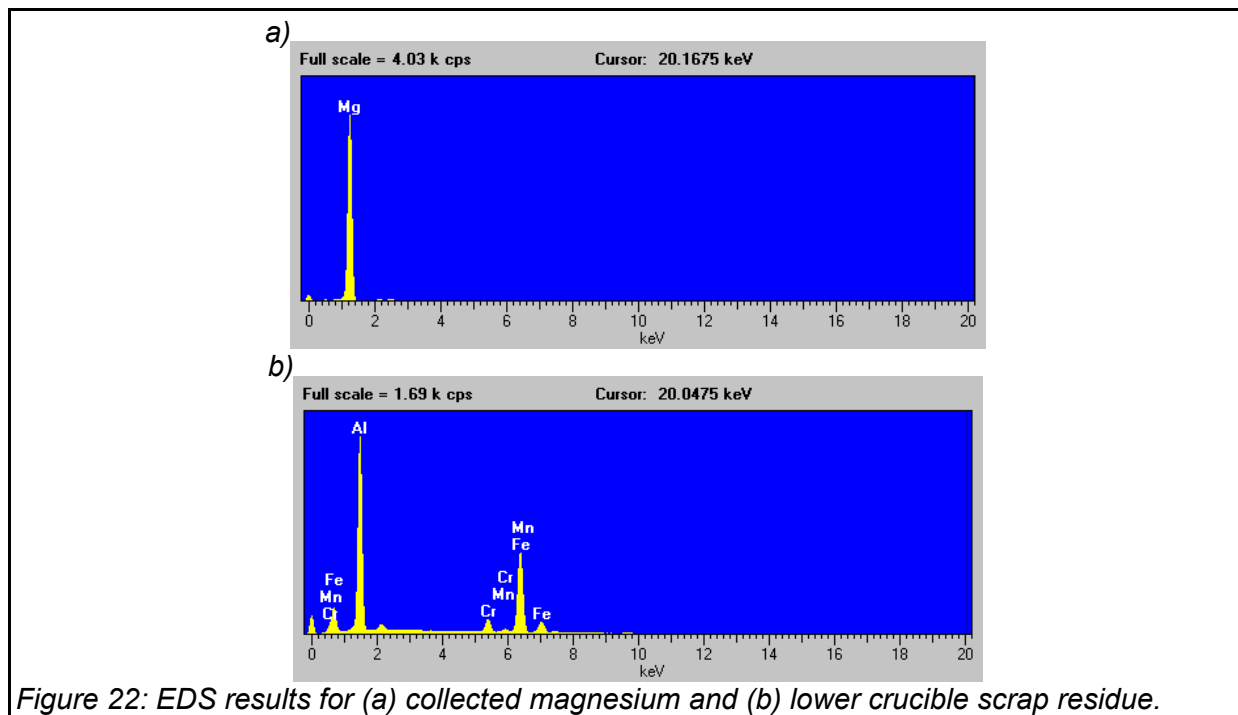 a)
Full scale = 4.03 k cps Cursor: 20.1675 keV
Mg
0 2 4 6 8 10 12 14 16 18 20
keV
b)
Full scale = 1.69 k cps Cursor: 20.0475 keV
Al
Mn
Fe Fe
Mn Cr
Cr Mn
Cr Fe
0 2 4 6 8 10 12 14 16 18 20
keV
Figure 22: EDS results for (a) collected magnesium and (b) lower crucible scrap residue.